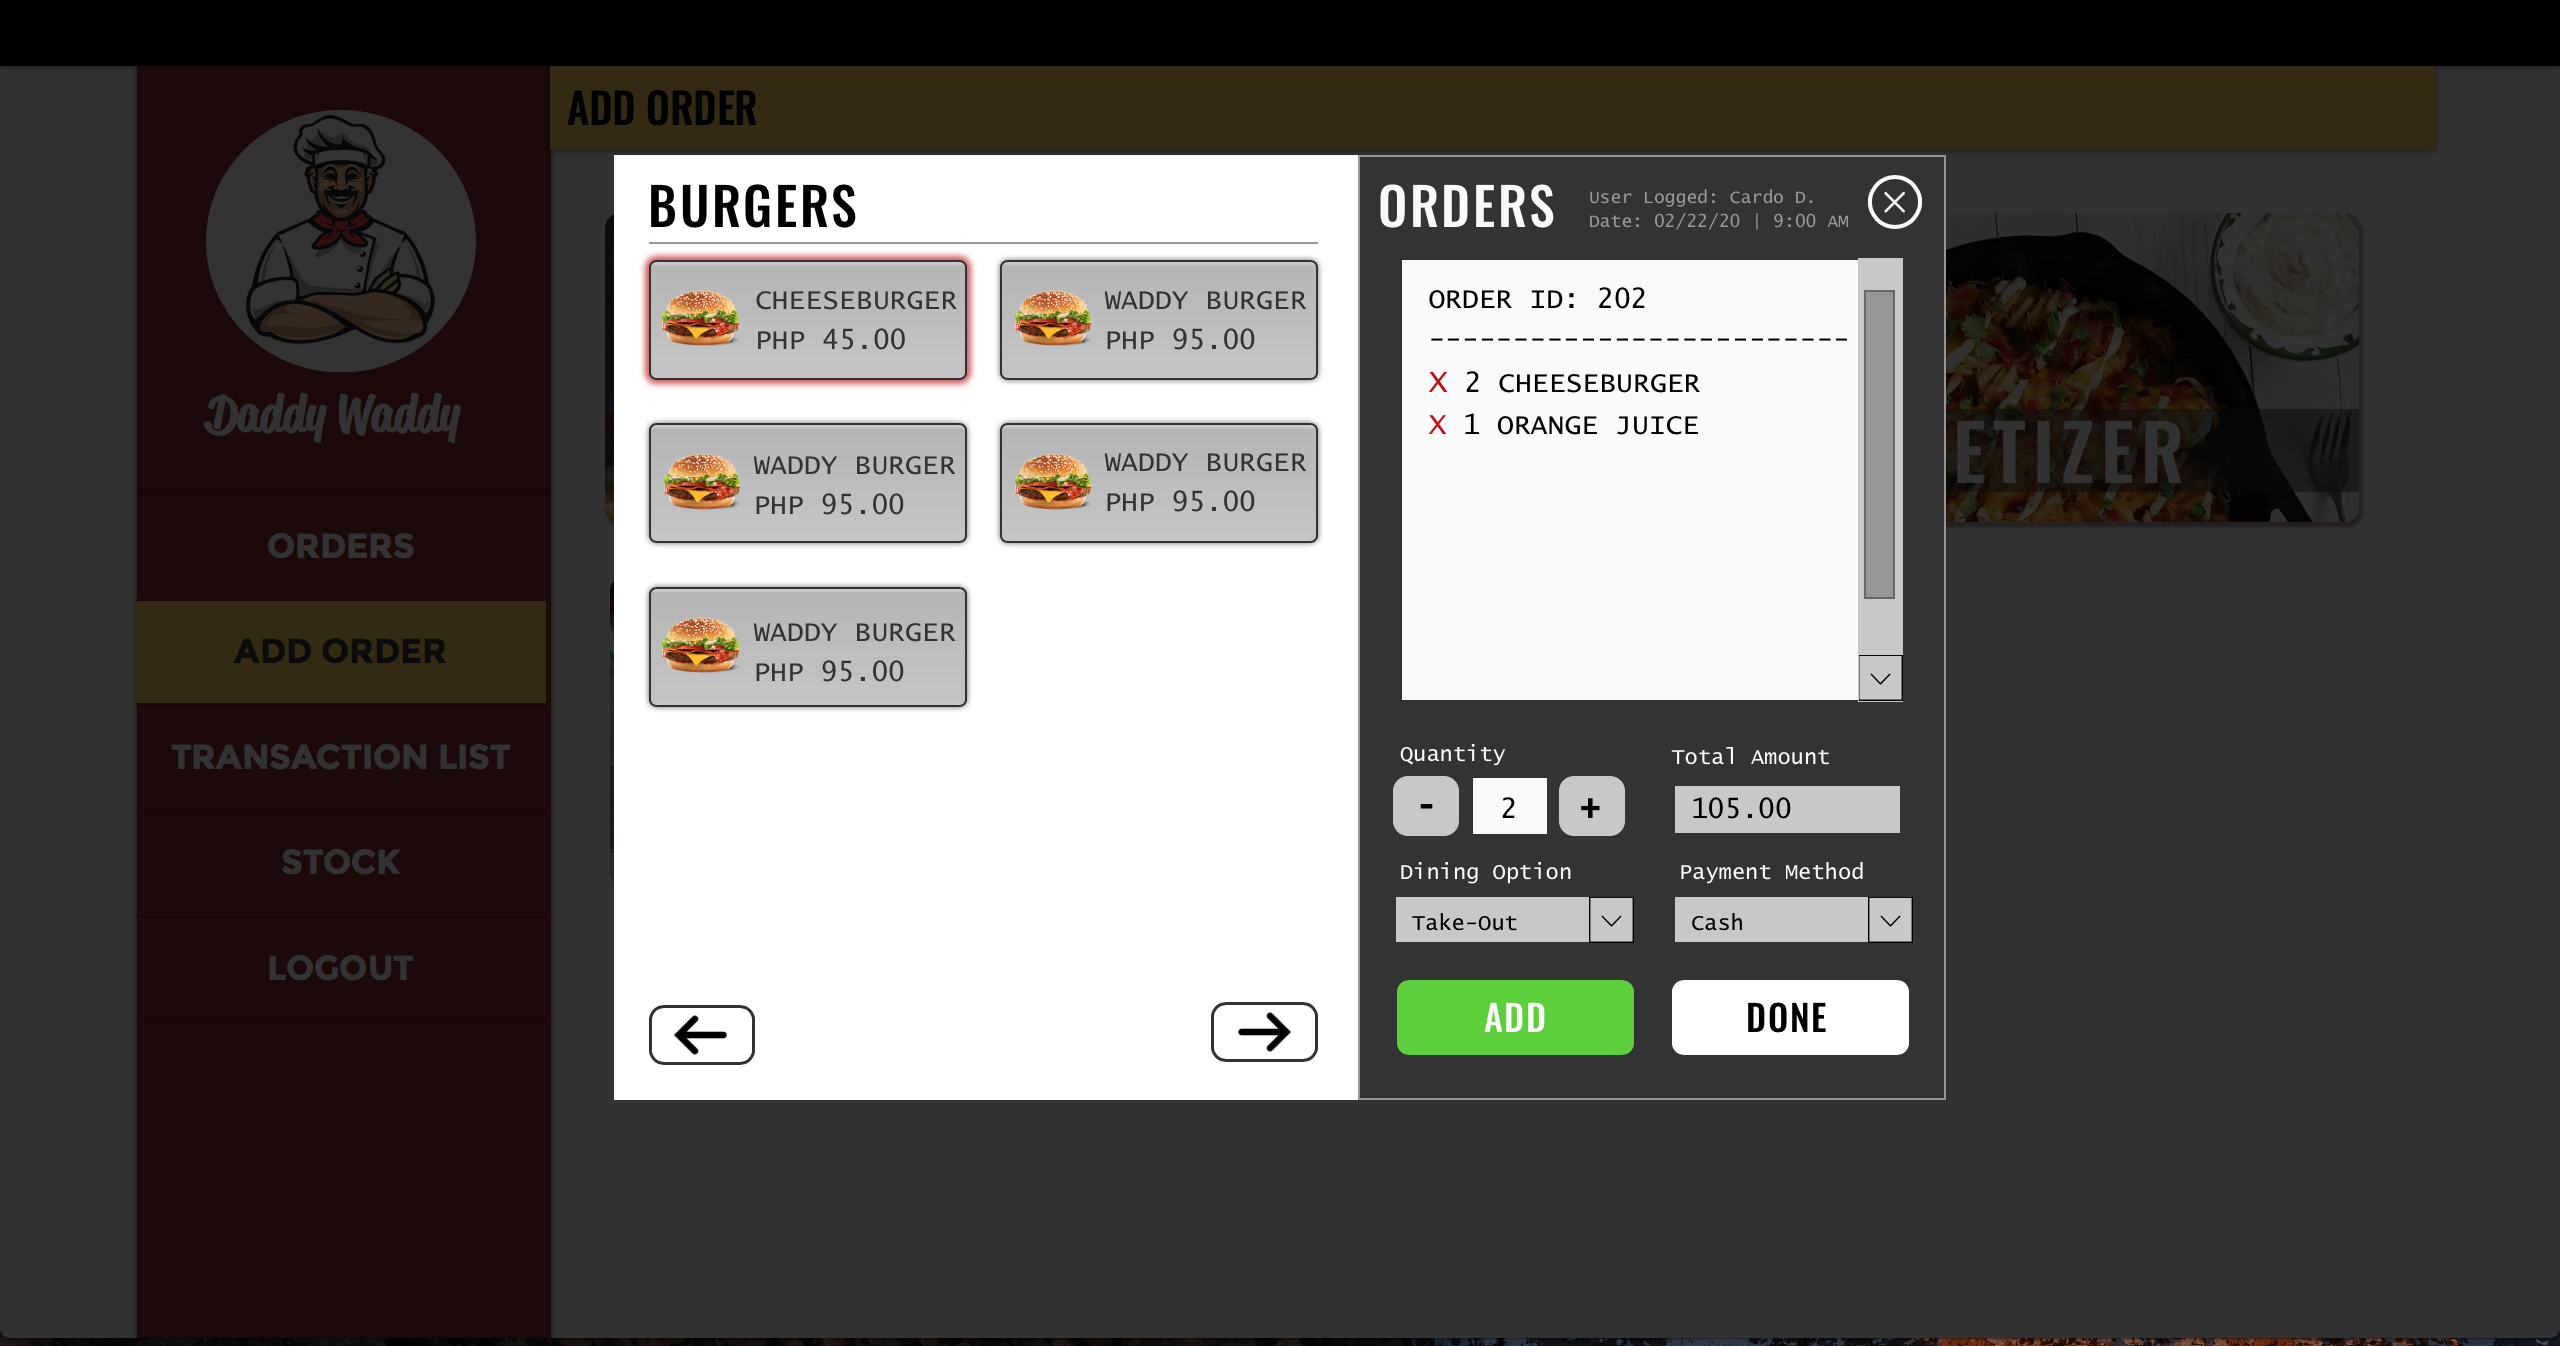 ADD ORDER
Daddy Waddy
ORDERS
ADD ORDER
TRANSACTION LIST
STOCK
LOGOUT
BURGERS
CHEESEBURGER
PHP 45.00
WADDY BURGER
PHP 95.00
WADDY BURGER
PHP 95.00
WADDY BURGER
PHP 95.00
WADDY BURGER
PHP 95.00
ORDERS
User Logged: Cardo D.
Date: 02/22/20 | 9:00 AM
ORDER ID: 202
-------------------------
X 2 CHEESEBURGER
X 1 ORANGE JUICE
Quantity
- 2 +
Total Amount
105.00
Dining Option
Take-Out
Payment Method
Cash
ADD
DONE
ETIZER